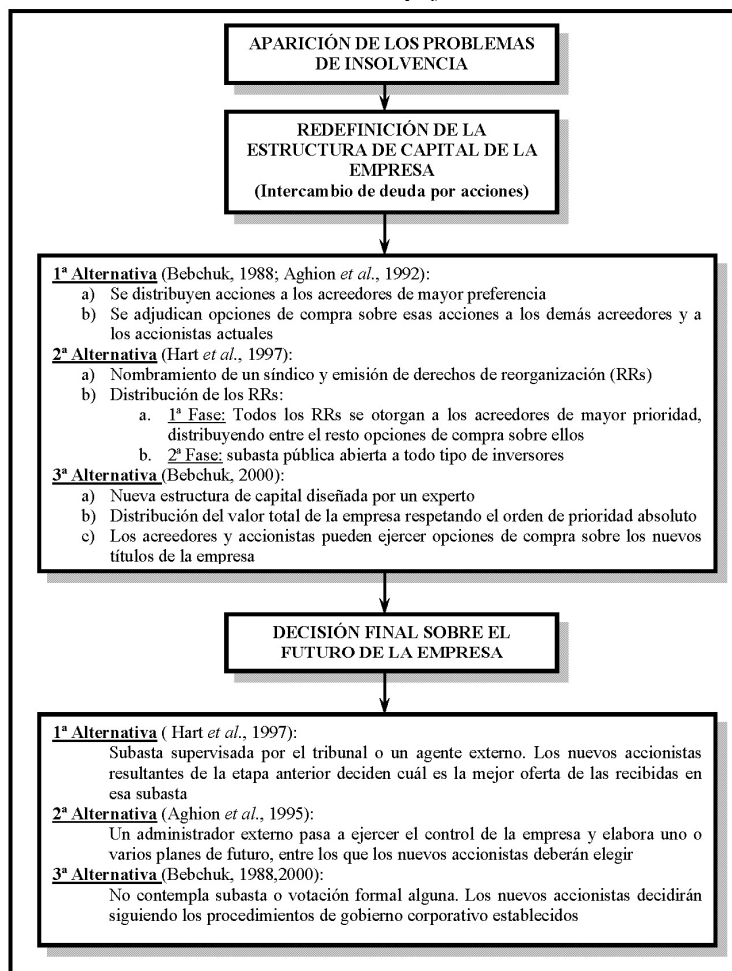 APARICIÓN DE LOS PROBLEMAS
DE INSOLVENCIA
REDEFINICIÓN DE LA
ESTRUCTURA DE CAPITAL DE LA
EMPRESA
(Intercambio de deuda por acciones)
1ª Alternativa (Bebchuk, 1988; Aghion et al., 1992):
a) Se distribuyen acciones a los acreedores de mayor preferencia
b) Se adjudican opciones de compra sobre esas acciones a los demás acreedores y a
los accionistas actuales
2ª Alternativa (Hart et al., 1997):
a) Nombramiento de un síndico y emisión de derechos de reorganización (RRs)
b) Distribución de los RRs:
a. 1ª Fase: Todos los RRs se otorgan a los acreedores de mayor prioridad,
distribuyendo entre el resto opciones de compra sobre ellos
b. 2ª Fase: subasta pública abierta a todo tipo de inversores
3ª Alternativa (Bebchuk, 2000):
a) Nueva estructura de capital diseñada por un experto
b) Distribución del valor total de la empresa respetando el orden de prioridad absoluto
c) Los acreedores y accionistas pueden ejercer opciones de compra sobre los nuevos
títulos de la empresa
DECISIÓN FINAL SOBRE EL
FUTURO DE LA EMPRESA
1ª Alternativa ( Hart et al., 1997):
Subasta supervisada por el tribunal o un agente externo. Los nuevos accionistas
resultantes de la etapa anterior deciden cuál es la mejor oferta de las recibidas en
esa subasta
2ª Alternativa (Aghion et al., 1995):
Un administrador externo pasa a ejercer el control de la empresa y elabora uno o
varios planes de futuro, entre los que los nuevos accionistas deberán elegir
3ª Alternativa (Bebchuk, 1988,2000):
No contempla subasta o votación formal alguna. Los nuevos accionistas decidirán
siguiendo los procedimientos de gobierno corporativo establecidos